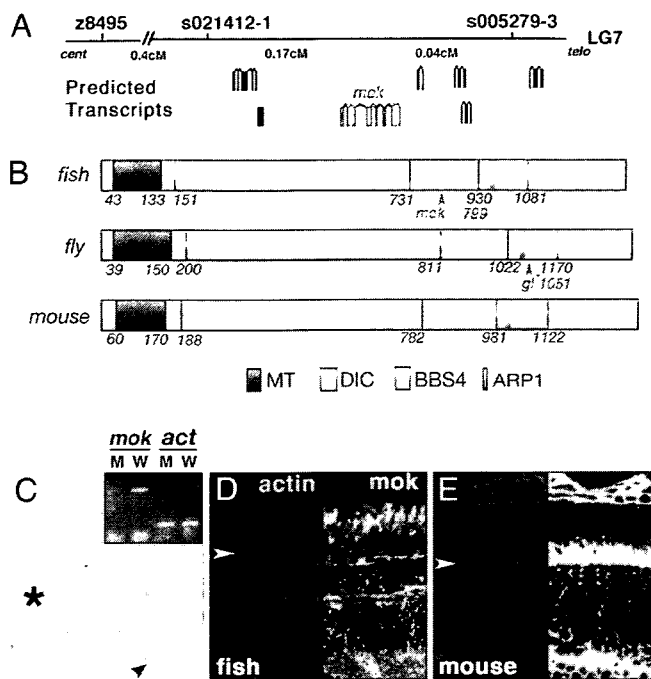 A
z8495
s021412-1
s005279-3
LG7
cent
0.4cM
0.17cM
0.04cM
telo
Predicted
Transcripts
mok
B
fish
43 133 151 731 930 1081
mok 799
fly
39 150 200 811 1022 1170
1061
mouse
60 170 188 782 981 1122
MT DIC BBS4 ARP1
mok act
M W M W
C
*
D
actin mok
fish
E
mouse